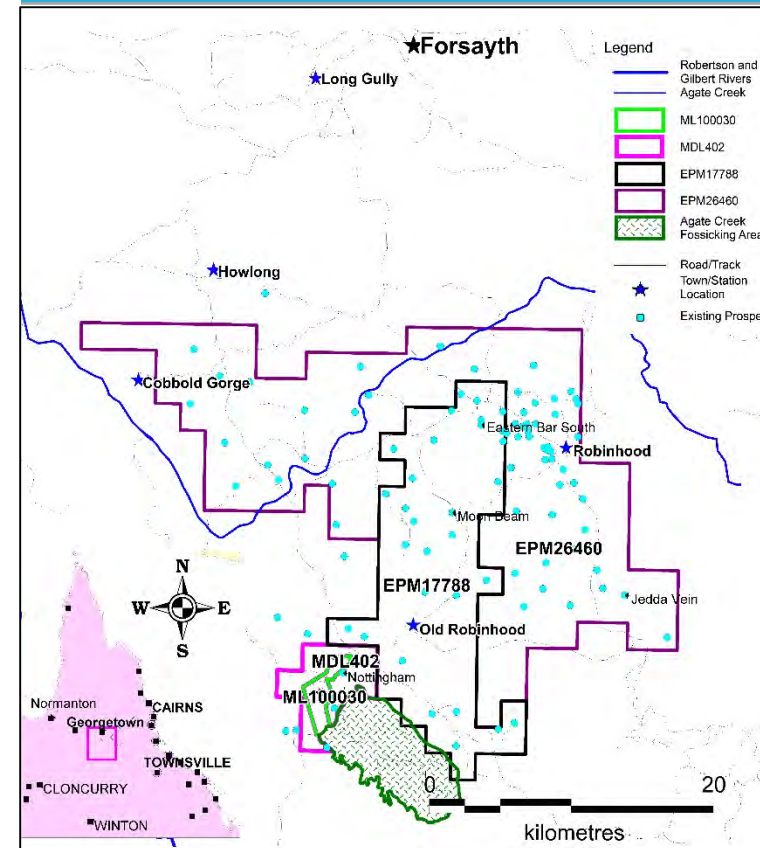 Forsayth
Long Gully
Howlong
Cobbold Gorge
Eastern Bar South
Robinhood
Moon Beam
EPM26460
EPM17788
Jedda Vein
Old Robinhood
MDL402
Nottingham
ML100030
Legend
Robertson and
Gilbert Rivers
Agate Creek
ML100030
MDL402
EPM17788
EPM26460
Agate Creek
Fossicking Area
Road/Track
Town/Station
Location
Existing Prospe
N
W E
S
Normanton
Georgetown
CAIRNS
TOWNSVILLE
CLONCURRY
WINTON
0 20
kilometres